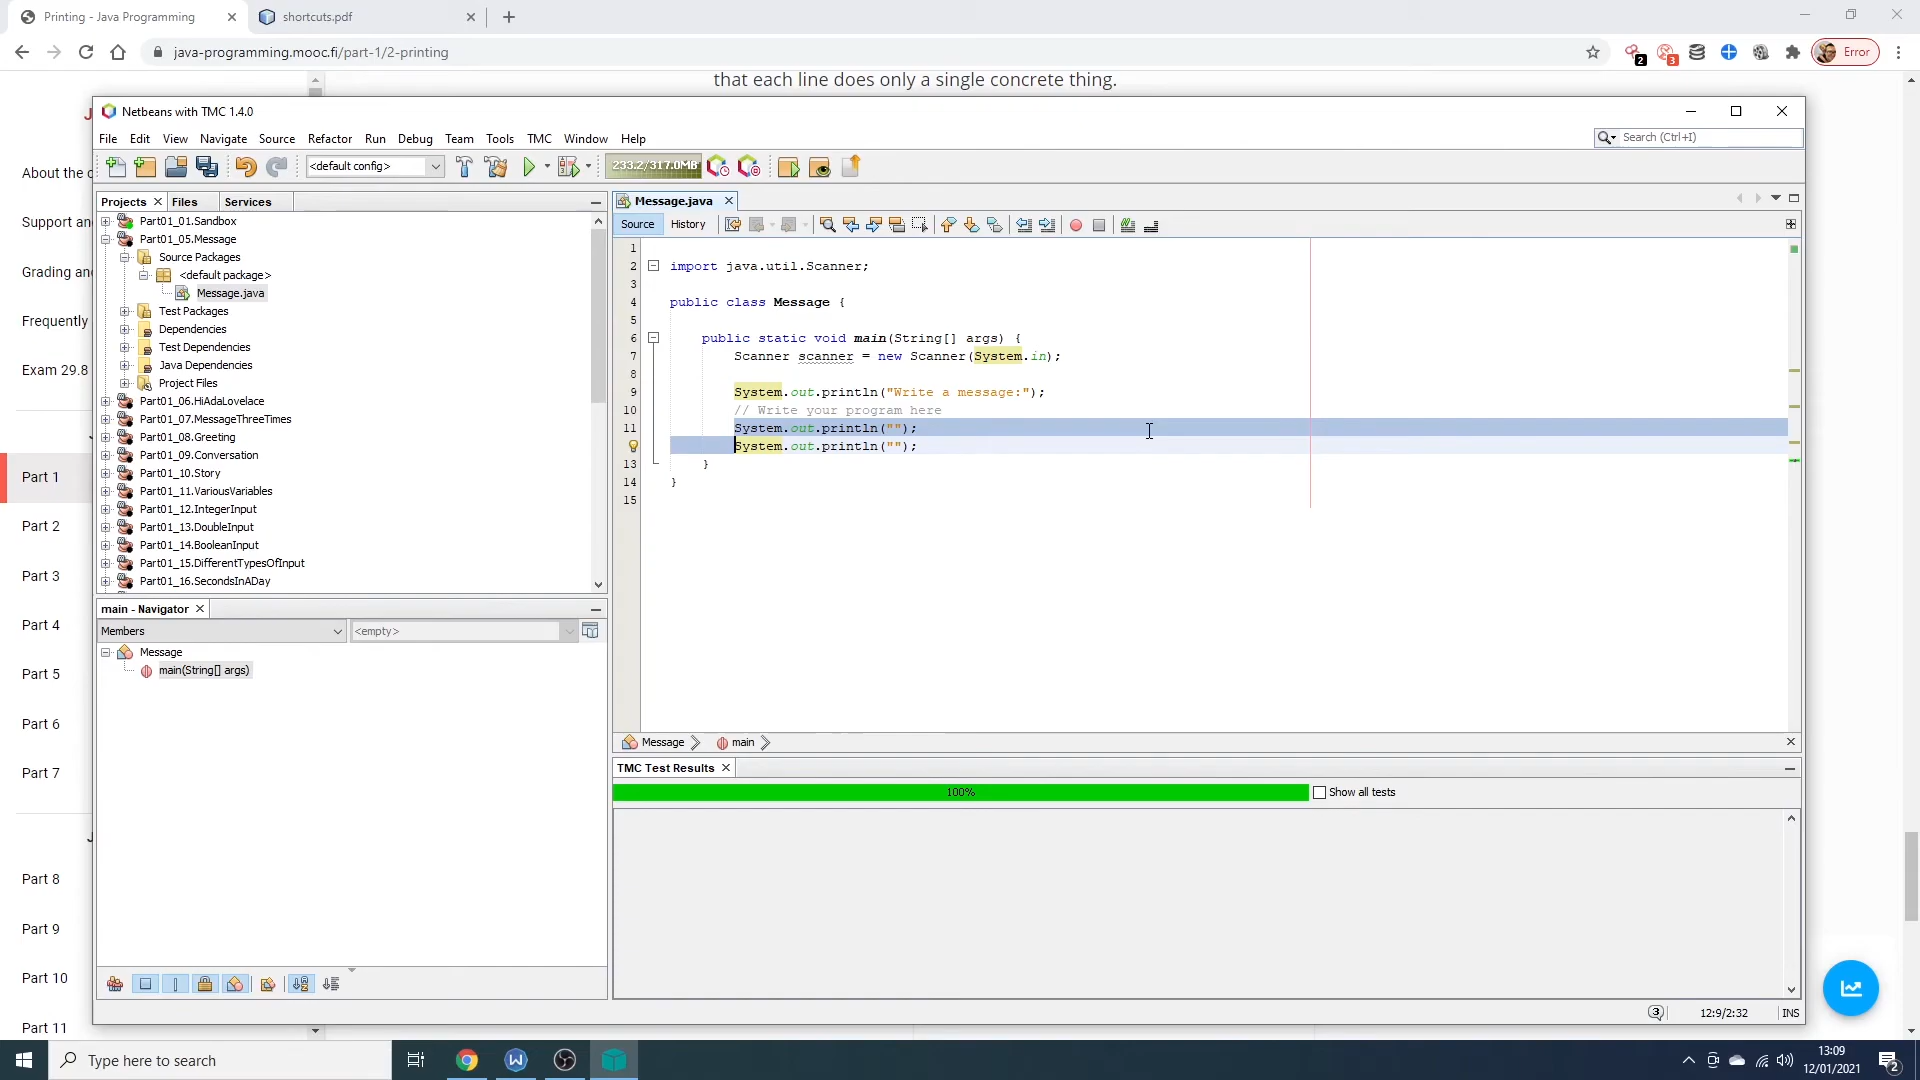 Printing - Java Programming
shortcuts.pdf
java-programming.mooc.fi/part-1/2-printing
2
3
Error
that each line does only a single concrete thing.
J
About the c
Support an
Grading an
Frequently
Exam 29.8
Part 1
Part 2
Part 3
Part 4
Part 5
Part 6
Part 7
Part 8
Part 9
Part 10
Part 11
Netbeans with TMC 1.4.0
File Edit View Navigate Source Refactor Run Debug Team Tools TMC Window Help
Search (Ctrl+I)
<default config>
233.2/317.0MB
Projects
Files
Services
Part01_01.Sandbox
Part01_05.Message
Source Packages
<default package>
Message.java
Test Packages
Dependencies
Test Dependencies
Java Dependencies
Project Files
Part01_06.HiAdaLovelace
Part01_07.MessageThreeTimes
Part01_08.Greeting
Part01_09.Conversation
Part01_10.Story
Part01_11.VariousVariables
Part01_12.IntegerInput
Part01_13.DoubleInput
Part01_14.BooleanInput
Part01_15.DifferentTypesOfInput
Part01_16.SecondsInADay
main - Navigator
Members
<empty>
Message
main(String[] args)
Message.java
Source
History
1
2 import java.util.Scanner;
3
4 public class Message {
5
6 public static void main(String[] args) {
7 Scanner scanner = new Scanner(System.in);
8
9 System.out.println("Write a message:");
10 // Write your program here
11 System.out.println("");
System.out.println("");
13 }
14 }
15
Message
main
TMC Test Results
100%
Show all tests
3
12:9/2:32
INS
Type here to search
13:09
12/01/2021
2